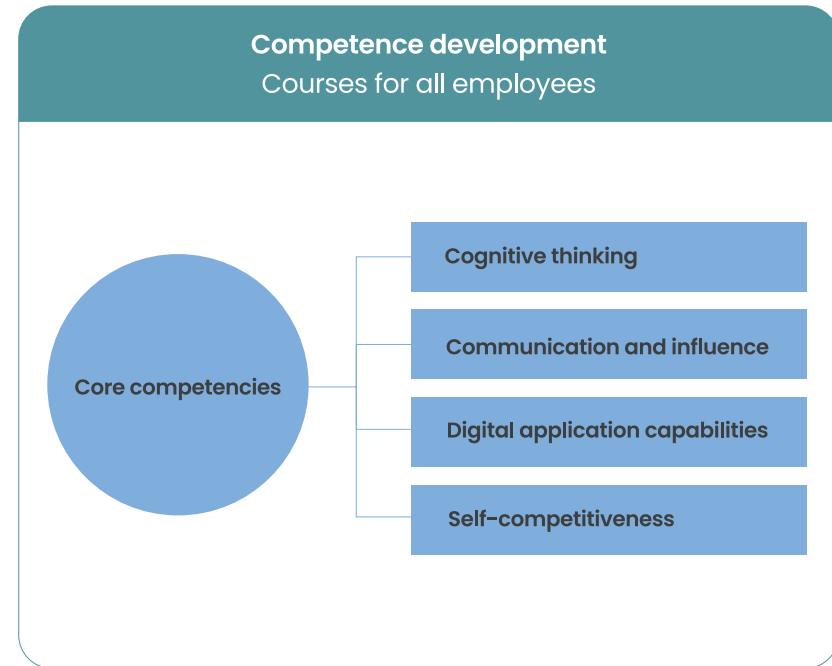 Competence development
Courses for all employees
Core competencies
Cognitive thinking
Communication and influence
Digital application capabilities
Self-competitiveness